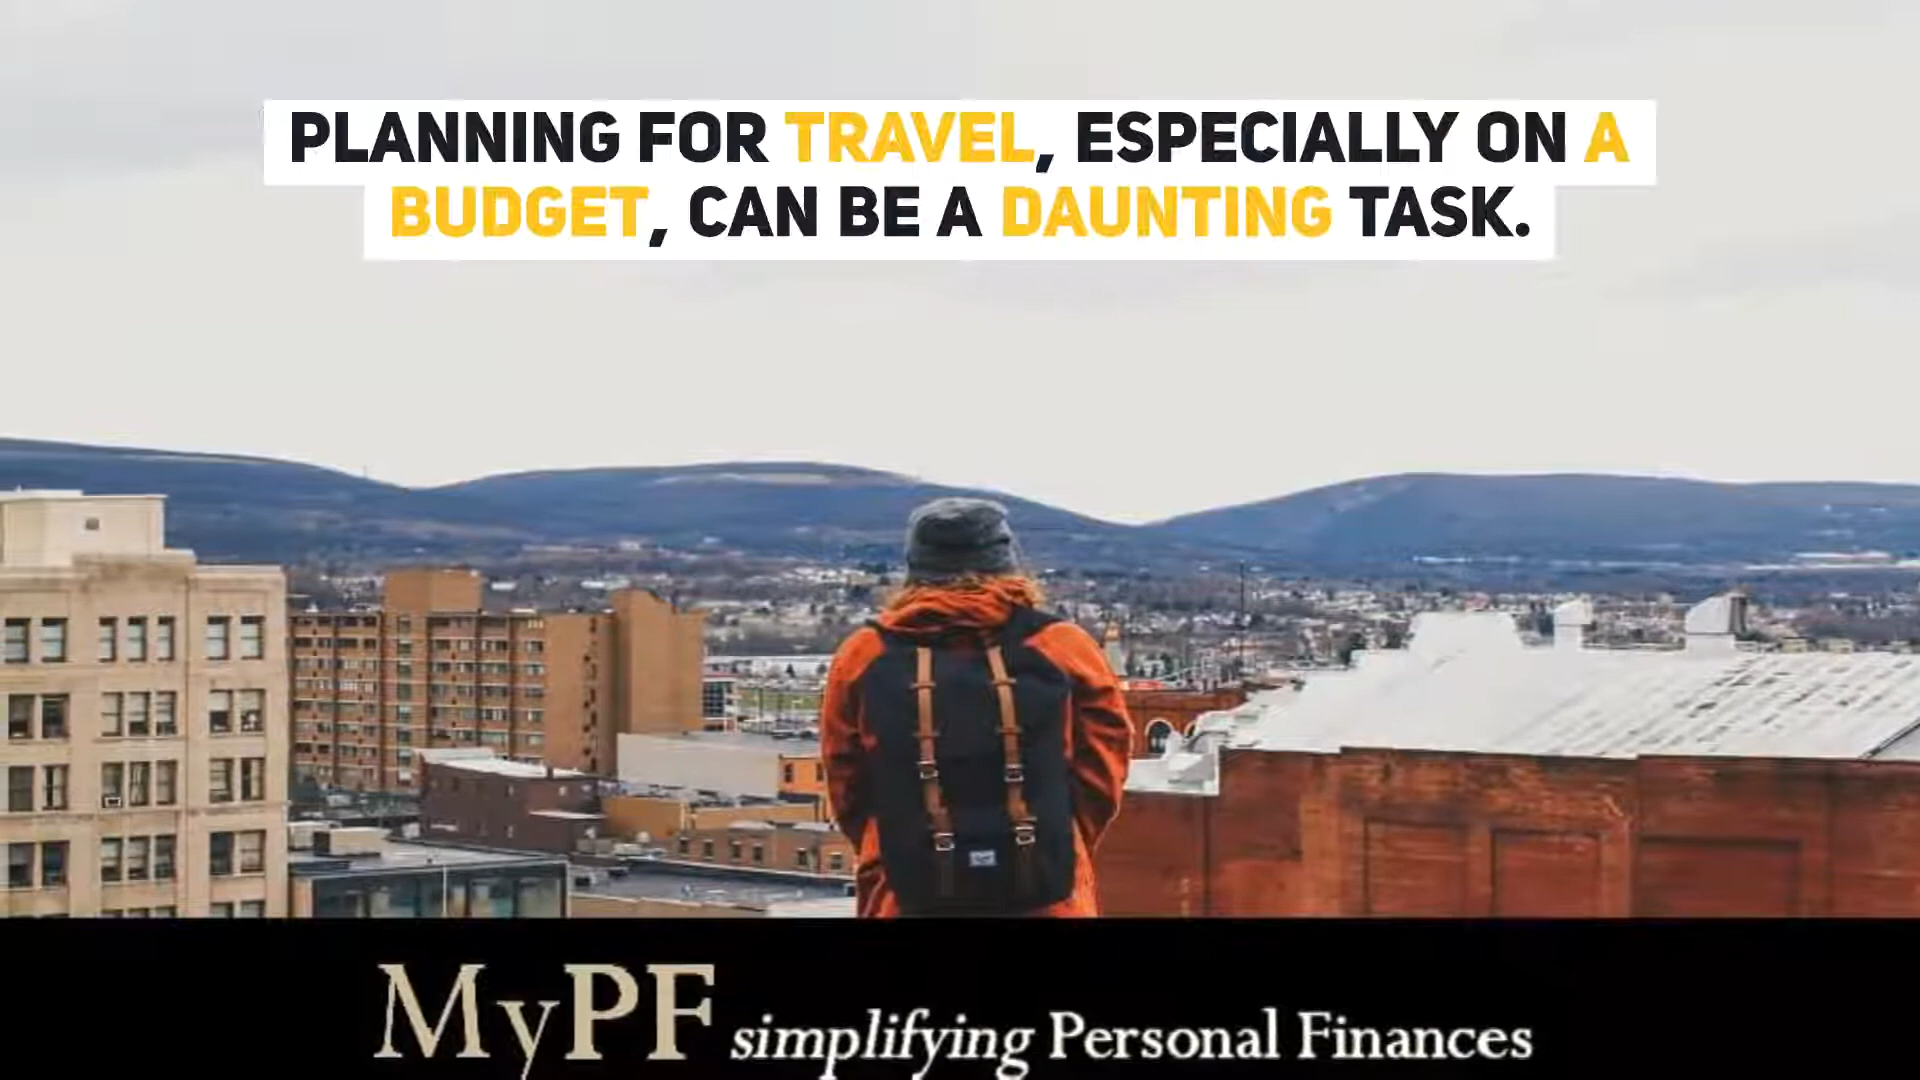 PLANNING FOR TRAVEL, ESPECIALLY ON A
BUDGET, CAN BE A DAUNTING TASK.
MyPF simplifying Personal Finances